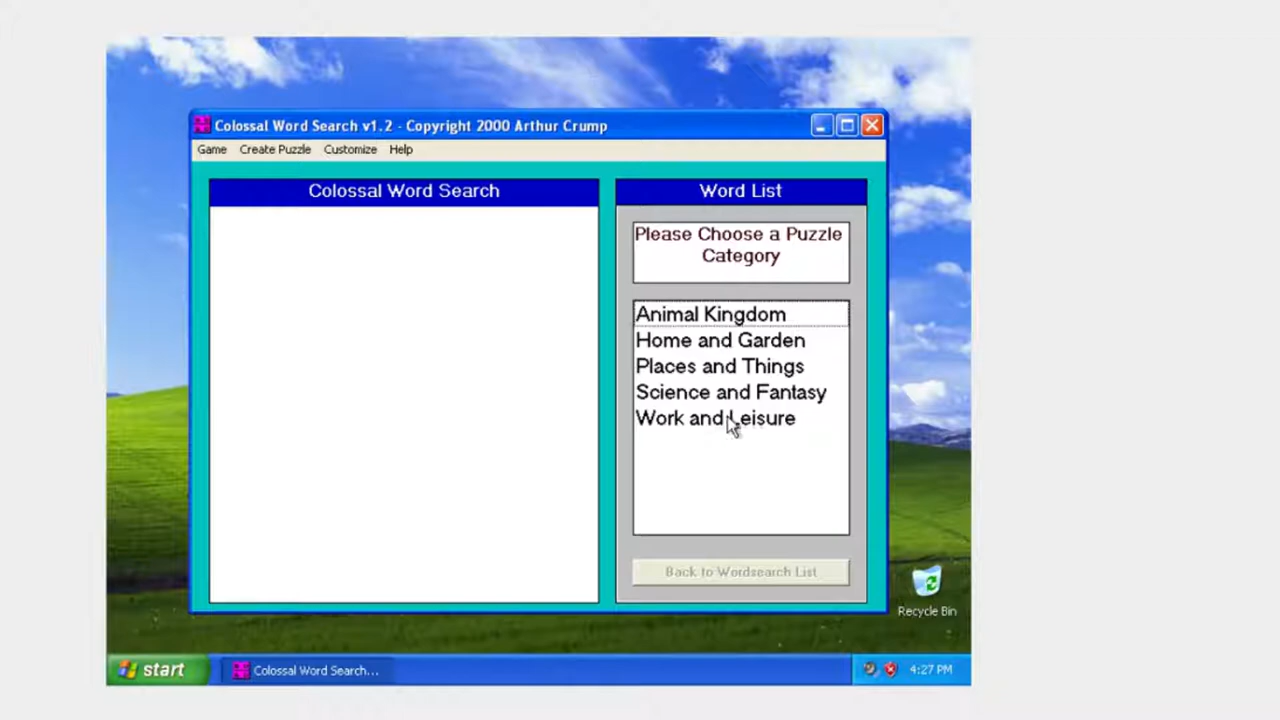 Colossal Word Search v1.2 - Copyright 2000 Arthur Crump
Game Create Puzzle Customize Help
Colossal Word Search
Word List
Please Choose a Puzzle
Category
Animal Kingdom
Home and Garden
Places and Things
Science and Fantasy
Work and Leisure
Back to Wordsearch List
Recycle Bin
start
Colossal Word Search...
4:27 PM